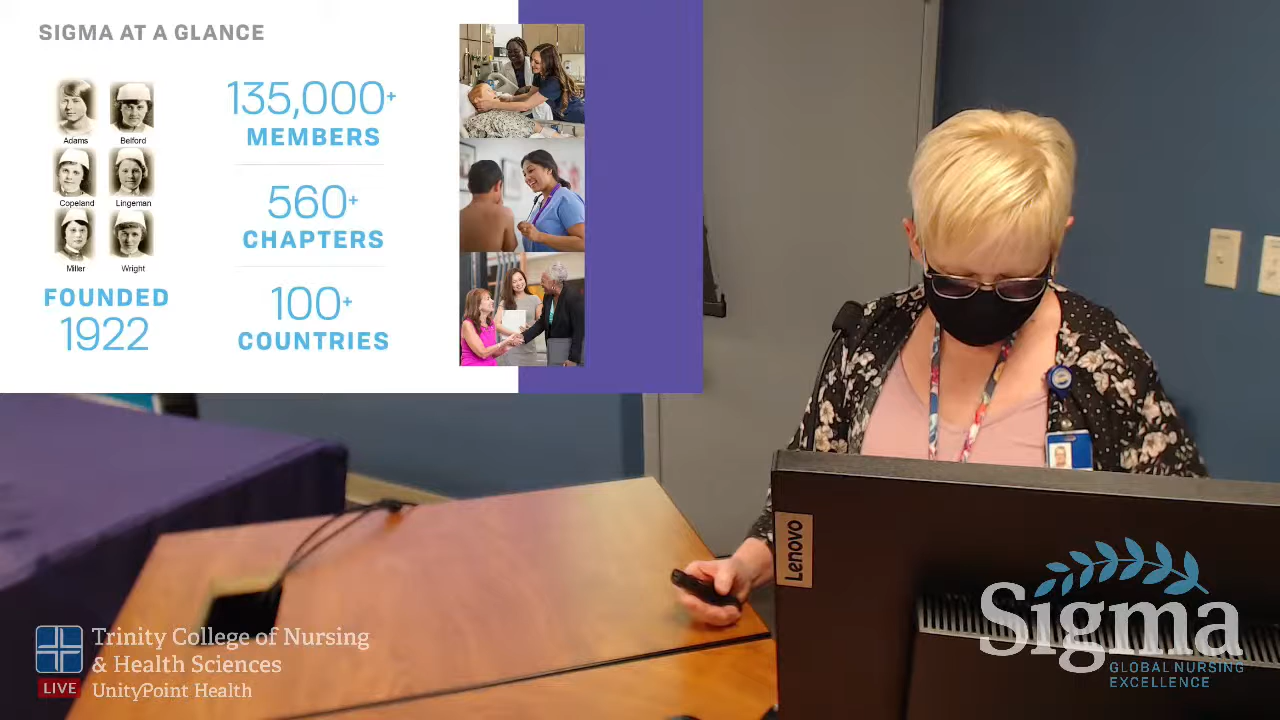 SIGMA AT A GLANCE
Adams
Belford
Copeland
Lingeman
Miller
Wright
FOUNDED
1922
135,000+
MEMBERS
560+
CHAPTERS
100+
COUNTRIES
Lenovo
Trinity College of Nursing
& Health Sciences
LIVE
UnityPoint Health
Sigma
GLOBAL NURSING
EXCELLENCE